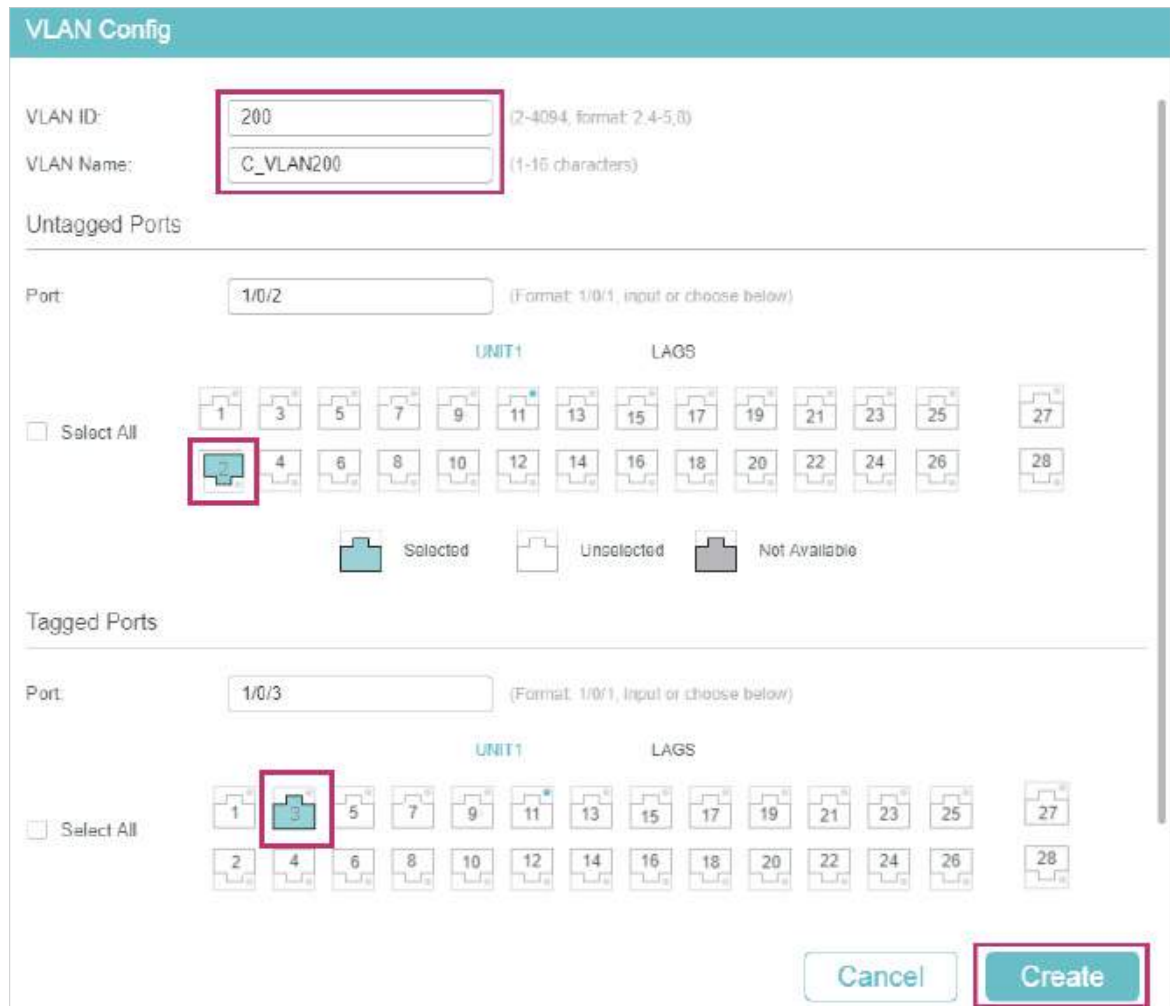 VLAN Config
VLAN ID: 200 (2-4094, format: 2,4-5,8)
VLAN Name: C_VLAN200 (1-16 characters)
Untagged Ports
Port: 1/0/2 (Format: 1/0/1, input or choose below)
UNIT1 LAGS
1 3 5 7 9 11 13 15 17 19 21 23 25 27
Select All
2 4 6 8 10 12 14 16 18 20 22 24 26 28
Selected Unselected Not Available
Tagged Ports
Port: 1/0/3 (Format: 1/0/1, input or choose below)
UNIT1 LAGS
1 3 5 7 9 11 13 15 17 19 21 23 25 27
Select All
2 4 6 8 10 12 14 16 18 20 22 24 26 28
Cancel Create